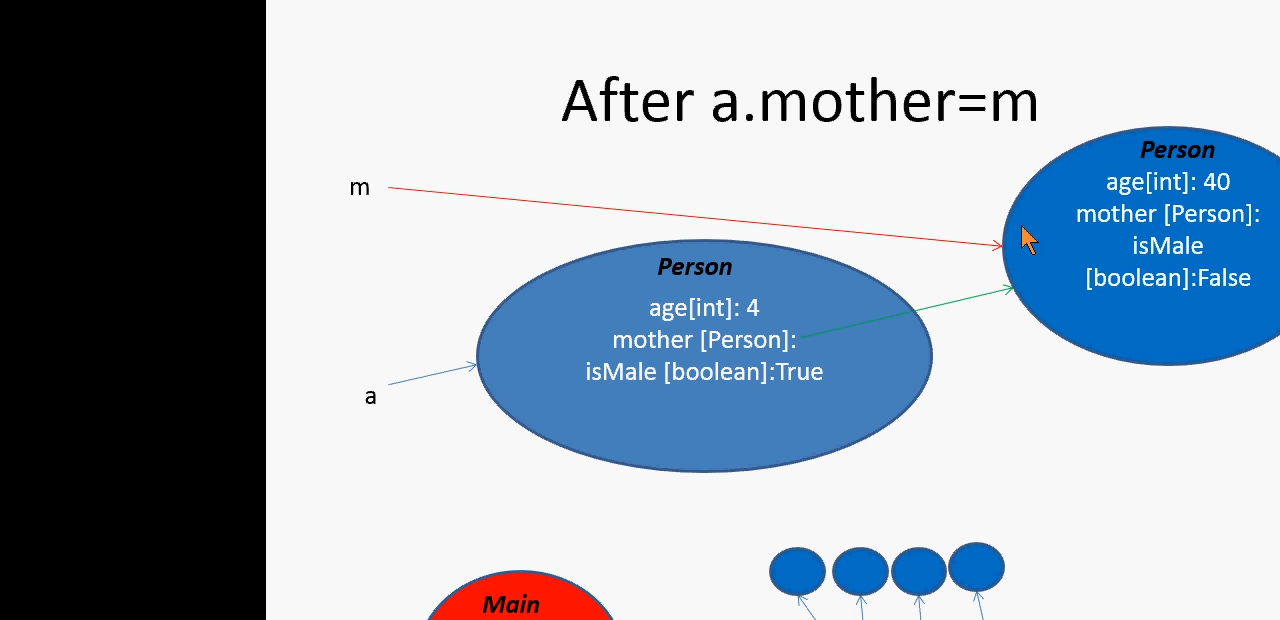 After a.mother=m
m
Person
age[int]: 40
mother [Person]:
isMale
[boolean]:False
Person
age[int]: 4
mother [Person]:
isMale [boolean]:True
a
Main